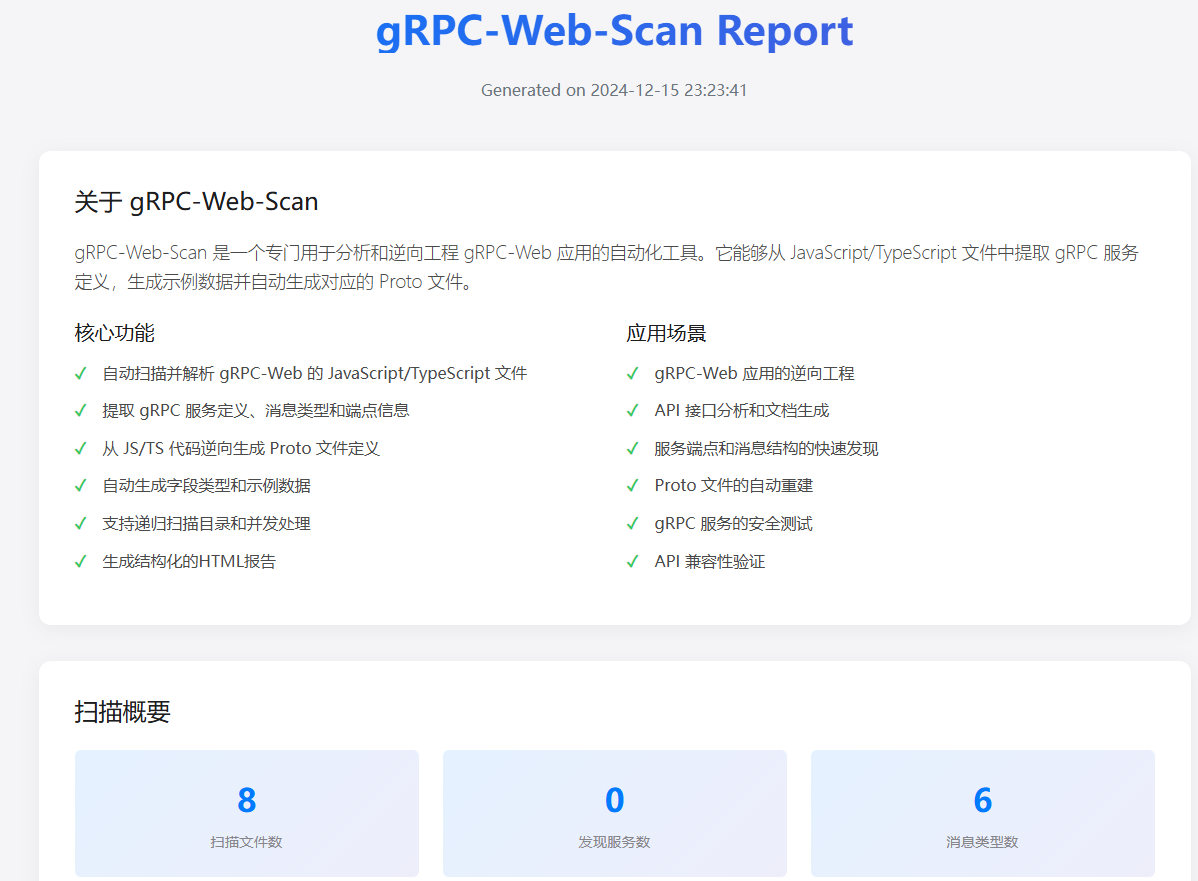 gRPC-Web-Scan Report
Generated on 2024-12-15 23:23:41
关于 gRPC-Web-Scan
gRPC-Web-Scan 是一个专门用于分析和逆向工程 gRPC-Web 应用的自动化工具。它能够从 JavaScript/TypeScript 文件中提取 gRPC 服务
定义，生成示例数据并自动生成对应的 Proto 文件。
核心功能
✓ 自动扫描并解析 gRPC-Web 的 JavaScript/TypeScript 文件
✓ 提取 gRPC 服务定义、消息类型和端点信息
✓ 从 JS/TS 代码逆向生成 Proto 文件定义
✓ 自动生成字段类型和示例数据
✓ 支持递归扫描目录和并发处理
✓ 生成结构化的HTML报告
应用场景
✓ gRPC-Web 应用的逆向工程
✓ API 接口分析和文档生成
✓ 服务端点和消息结构的快速发现
✓ Proto 文件的自动重建
✓ gRPC 服务的安全测试
✓ API 兼容性验证
扫描概要
8
扫描文件数
0
发现服务数
6
消息类型数